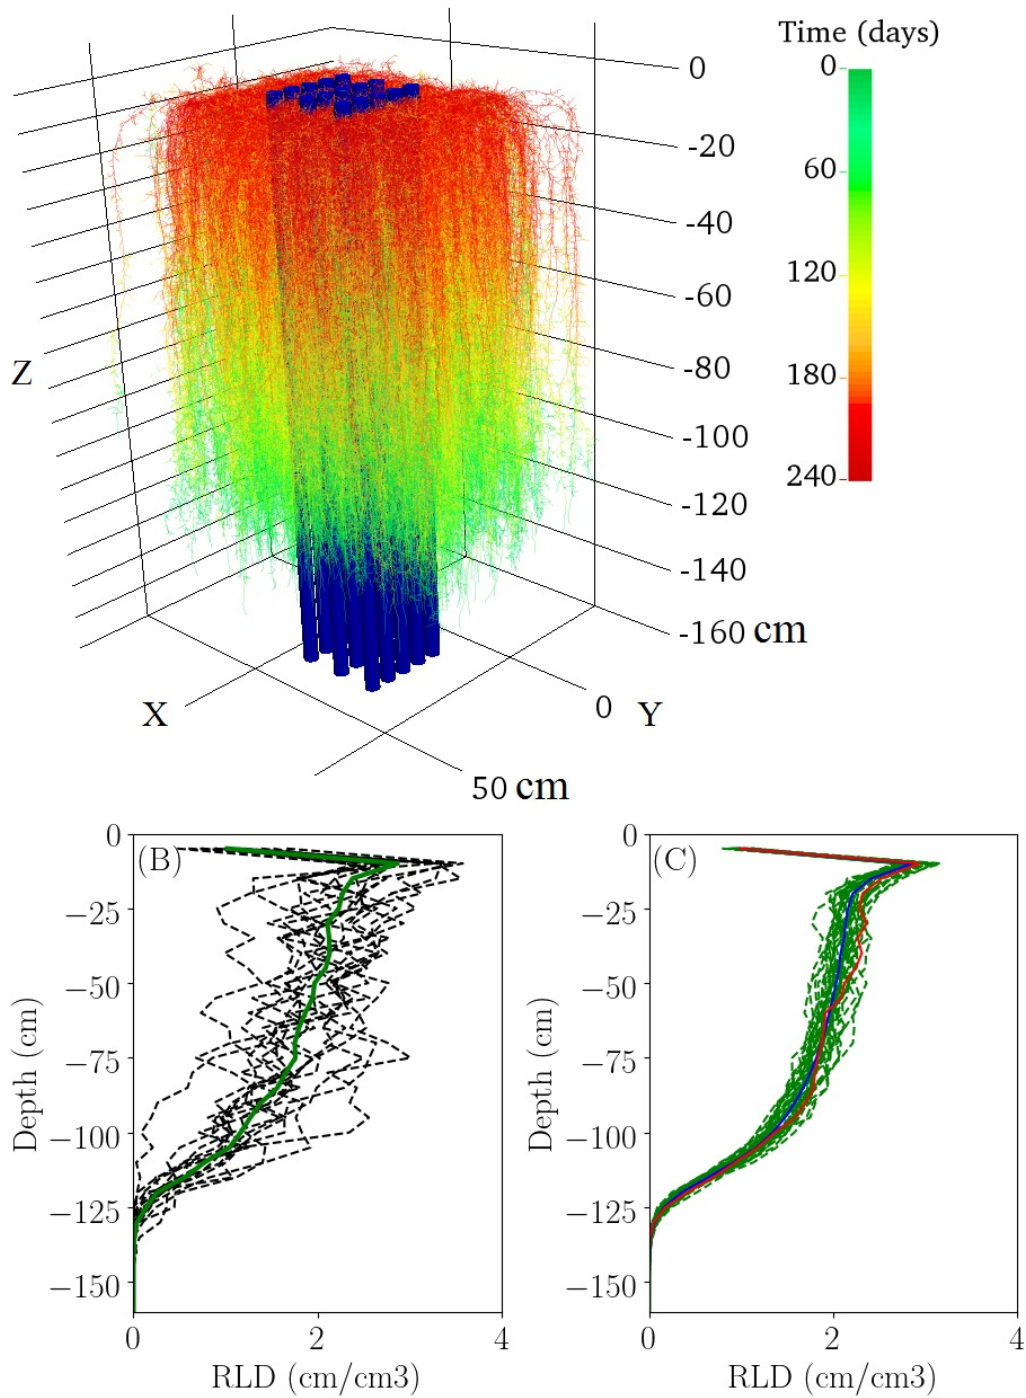 Time (days)
0
60
120
180
240
0
-20
-40
-60
-80
-100
-120
-140
-160 cm
Z
X
0
Y
50 cm
(B)
0
−25
−50
−75
−100
−125
−150
Depth (cm)
0
2
4
RLD (cm/cm3)
(C)
0
−25
−50
−75
−100
−125
−150
Depth (cm)
0
2
4
RLD (cm/cm3)